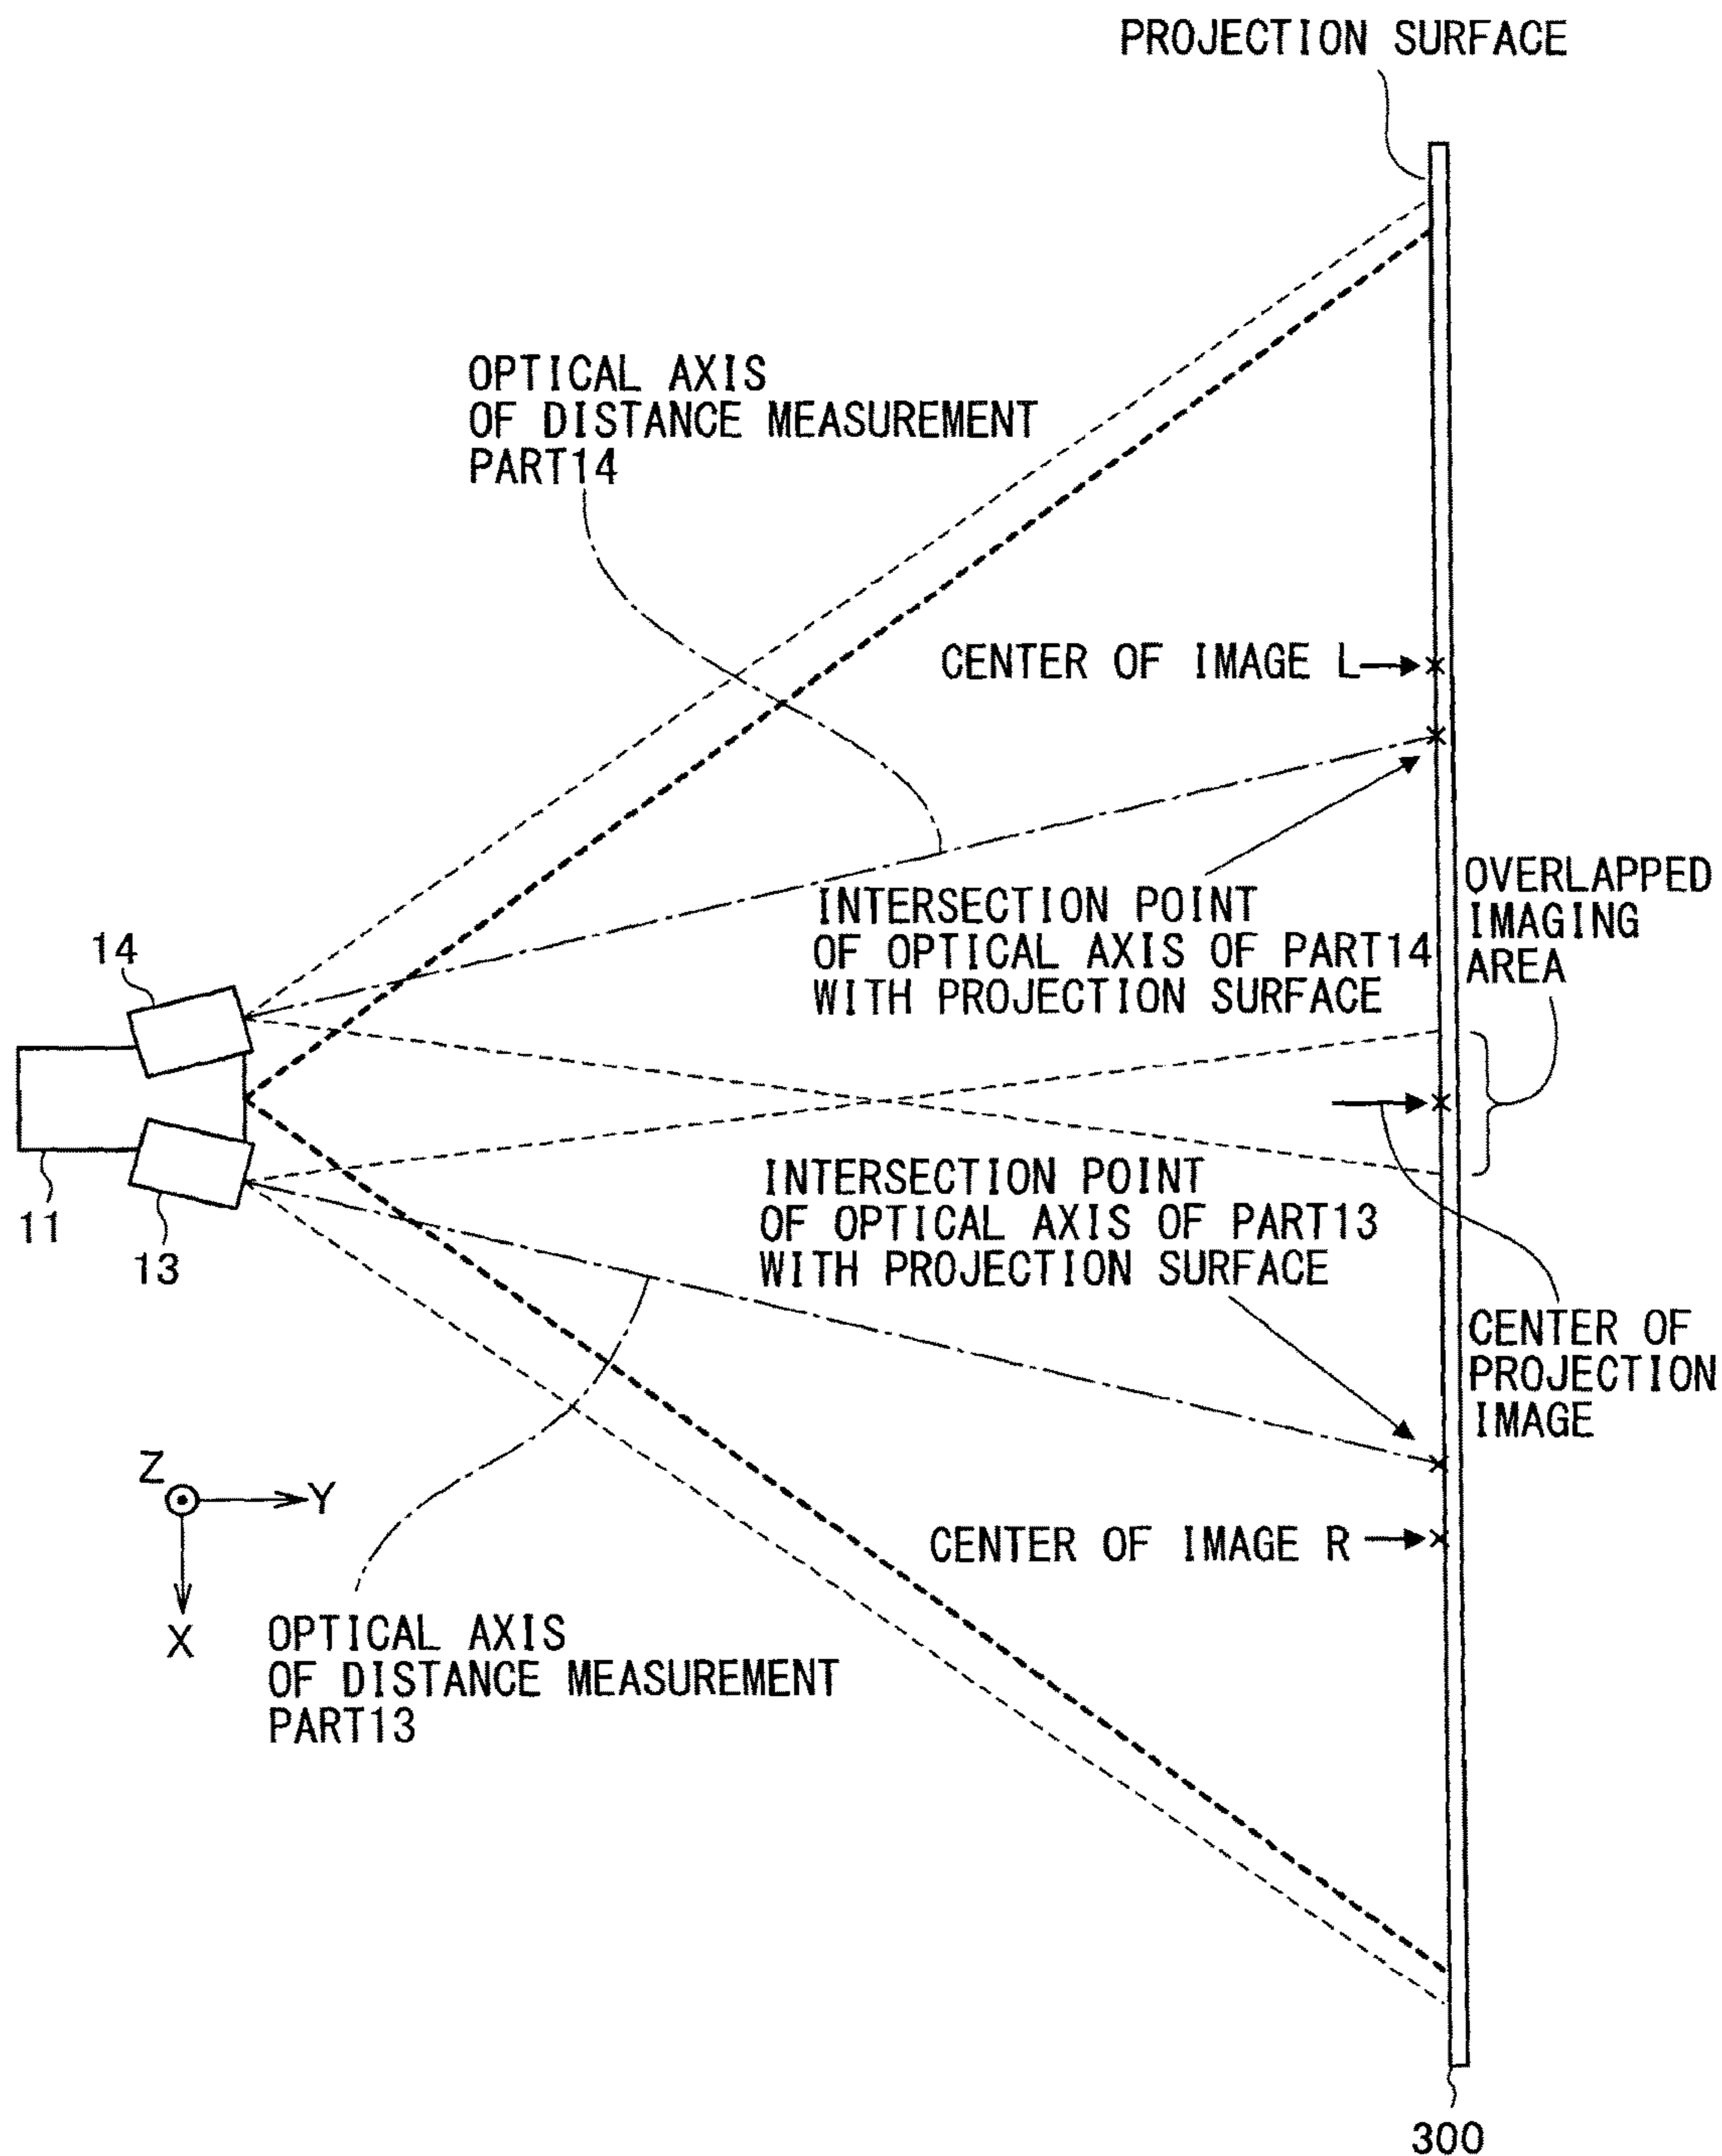 PROJECTION SURFACE
OPTICAL AXIS
OF DISTANCE MEASUREMENT
PART14
CENTER OF IMAGE L
INTERSECTION POINT
OF OPTICAL AXIS OF PART14
WITH PROJECTION SURFACE
OVERLAPPED
IMAGING
AREA
14
11
13
INTERSECTION POINT
OF OPTICAL AXIS OF PART13
WITH PROJECTION SURFACE
CENTER OF
PROJECTION
IMAGE
Z
Y
X
CENTER OF IMAGE R
OPTICAL AXIS
OF DISTANCE MEASUREMENT
PART13
300